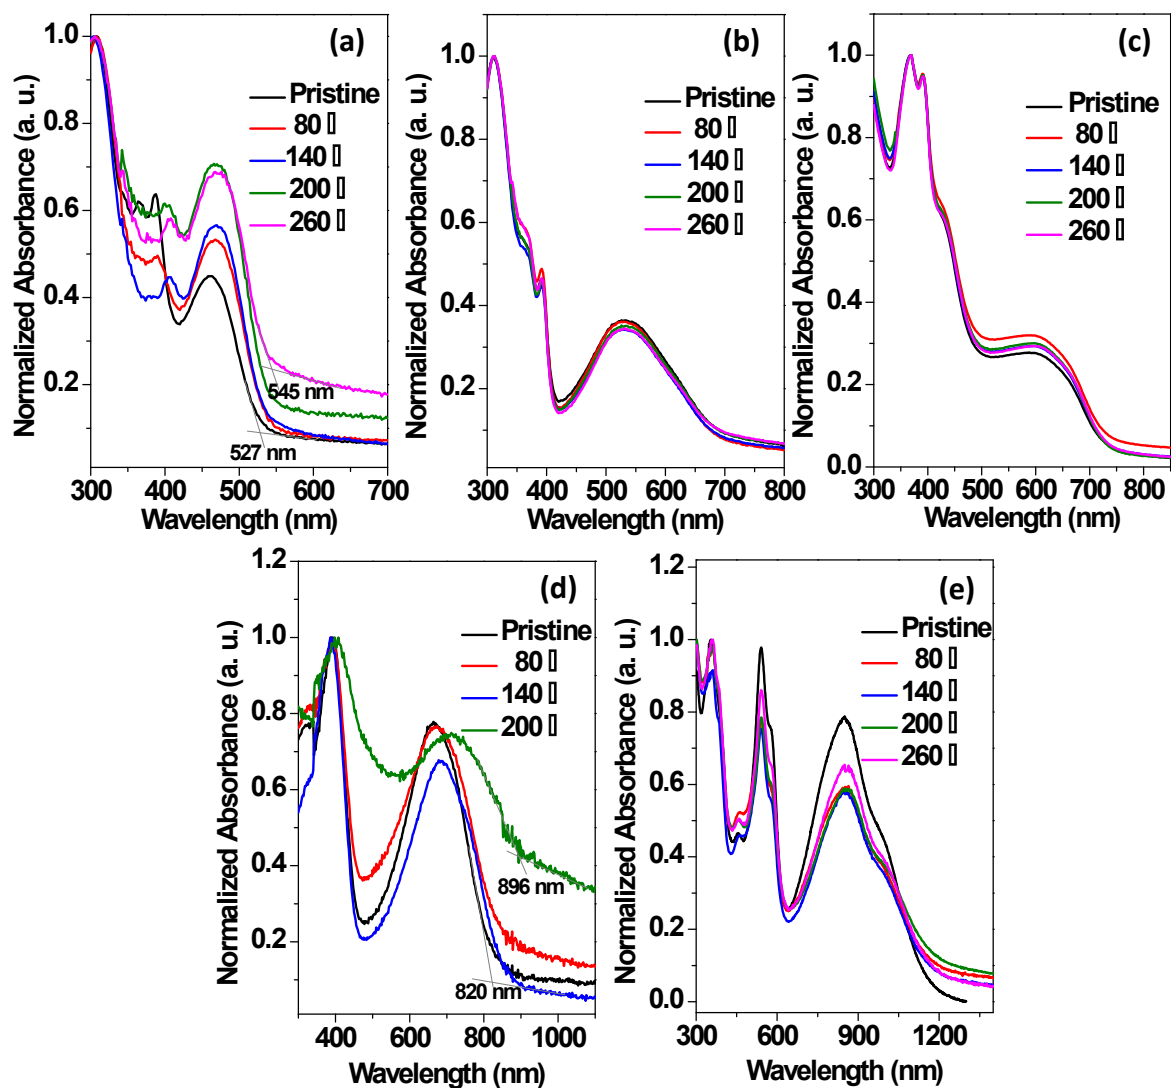 (a)
Normalized Absorbance (a. u.)
1.0
0.8
0.6
0.4
0.2
Pristine
80 ▯
140 ▯
200 ▯
260 ▯
545 nm
527 nm
300 400 500 600 700
Wavelength (nm)
(b)
Normalized Absorbance (a. u.)
1.0
0.8
0.6
0.4
0.2
Pristine
80 ▯
140 ▯
200 ▯
260 ▯
300 400 500 600 700 800
Wavelength (nm)
(c)
Normalized Absorbance (a. u.)
1.0
0.8
0.6
0.4
0.2
0.0
Pristine
80 ▯
140 ▯
200 ▯
260 ▯
300 400 500 600 700 800
Wavelength (nm)
(d)
Normalized Absorbance (a. u.)
1.2
1.0
0.8
0.6
0.4
0.2
Pristine
80 ▯
140 ▯
200 ▯
896 nm
820 nm
400 600 800 1000
Wavelength (nm)
(e)
Normalized Absorbance (a. u.)
1.2
1.0
0.8
0.6
0.4
0.2
0.0
Pristine
80 ▯
140 ▯
200 ▯
260 ▯
300 600 900 1200
Wavelength (nm)